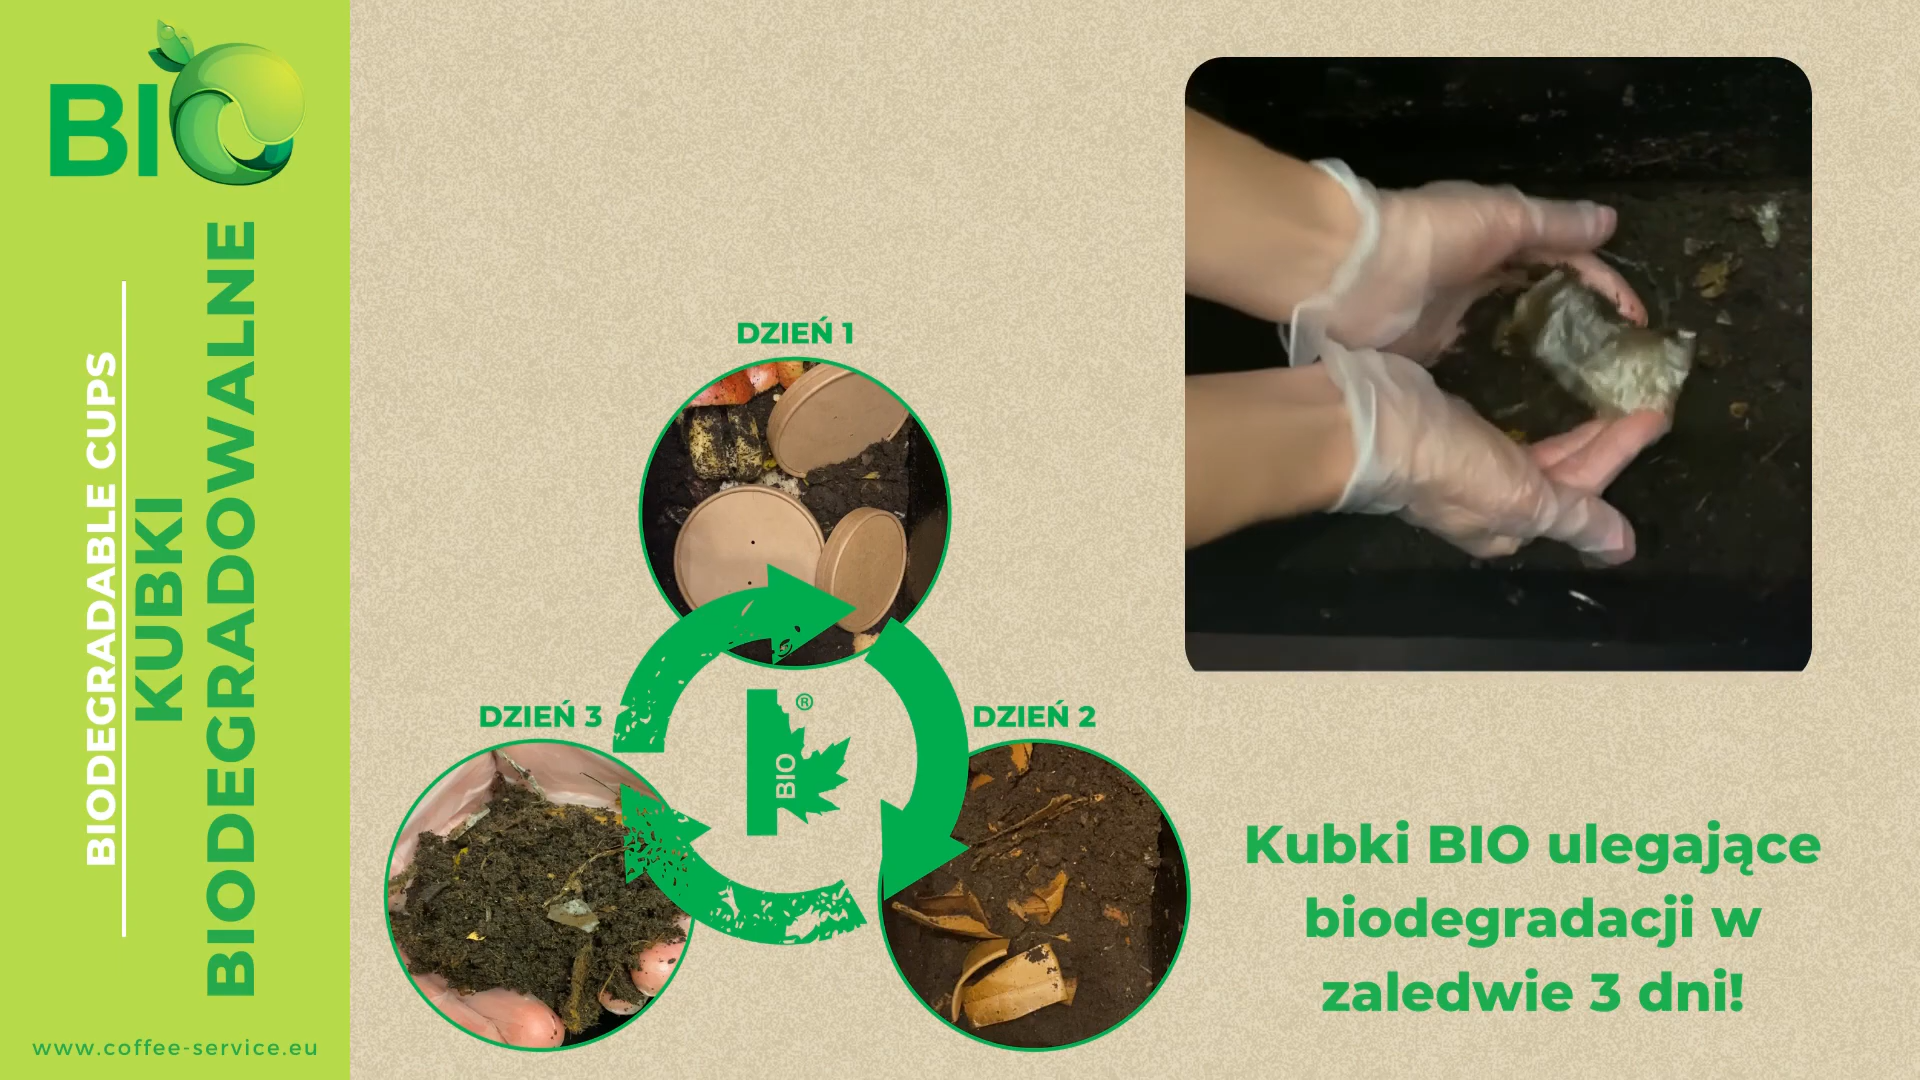 BIO
BIODEGRADABLE CUPS
KUBKI
BIODEGRADOWALNE
www.coffee-service.eu
DZIEŃ 1
DZIEŃ 3
DZIEŃ 2
®
BIO
Kubki BIO ulegające
biodegradacji w
zaledwie 3 dni!